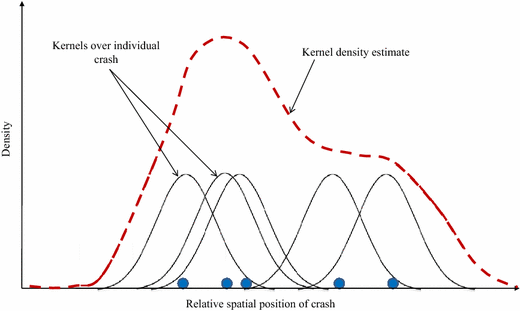 Kernels over individual
crash
Kernel density estimate
Density
Relative spatial position of crash